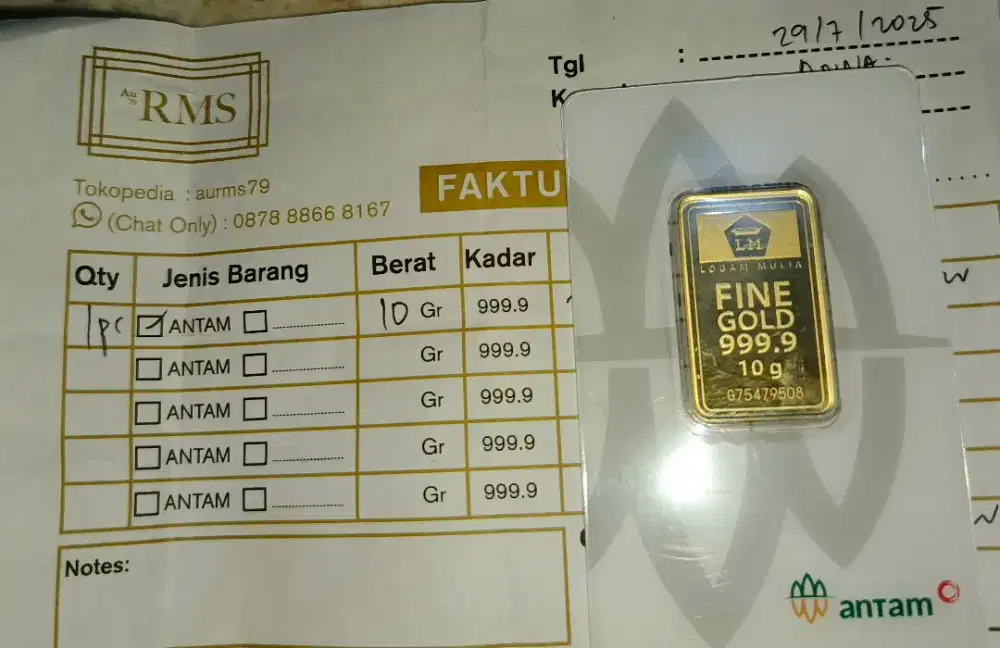 Au
79
RMS
Tokopedia : aurms79
(Chat Only) : 0878 8866 8167
Tgl : 29/7/2025
K
FAKTU
Qty Jenis Barang Berat Kadar
1pc ANTAM 10 Gr 999.9
ANTAM Gr 999.9
ANTAM Gr 999.9
ANTAM Gr 999.9
ANTAM Gr 999.9
Notes:
LM
LOGAM MULIA
FINE
GOLD
999.9
10 g
G75479508
antam